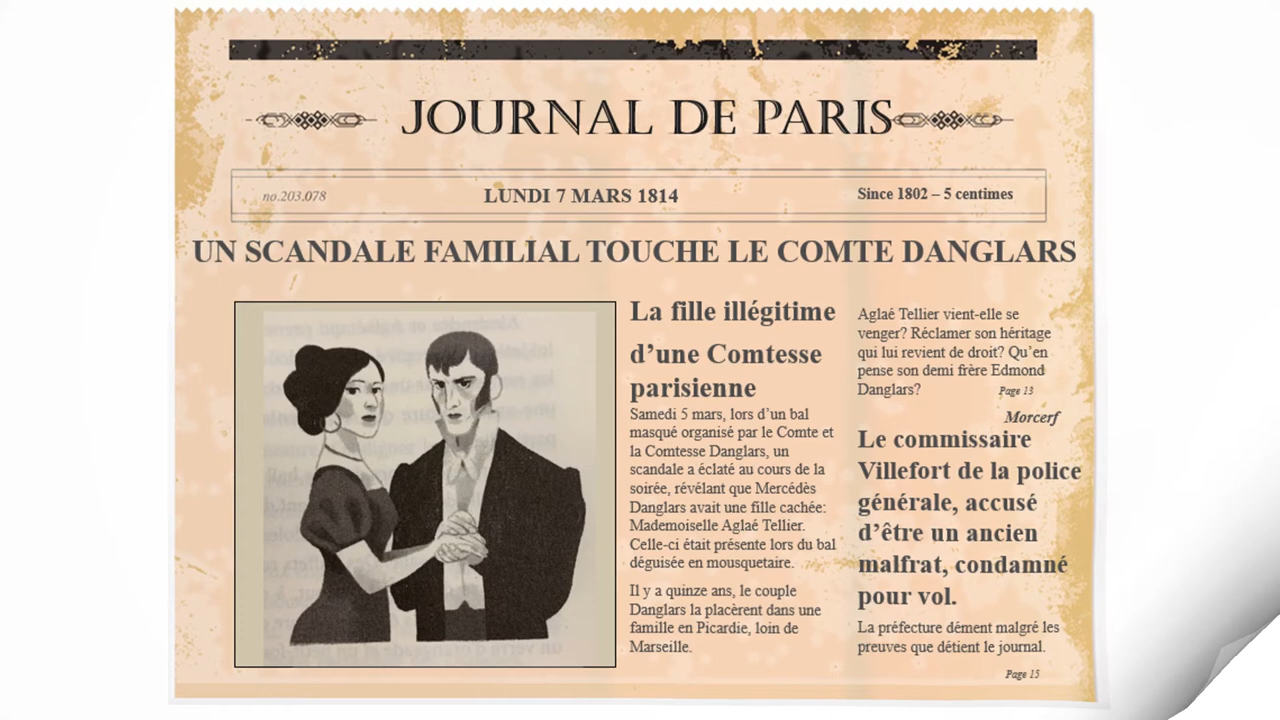 JOURNAL DE PARIS
no.203.078
LUNDI 7 MARS 1814
Since 1802 – 5 centimes
UN SCANDALE FAMILIAL TOUCHE LE COMTE DANGLARS
La fille illégitime
d’une Comtesse
parisienne
Samedi 5 mars, lors d’un bal
masqué organisé par le Comte et
la Comtesse Danglars, un
scandale a éclaté au cours de la
soirée, révélant que Mercédès
Danglars avait une fille cachée:
Mademoiselle Aglaé Tellier.
Celle-ci était présente lors du bal
déguisée en mousquetaire.
Il y a quinze ans, le couple
Danglars la placèrent dans une
famille en Picardie, loin de
Marseille.
Aglaé Tellier vient-elle se
venger? Réclamer son héritage
qui lui revient de droit? Qu’en
pense son demi frère Edmond
Danglars?
Page 13
Morcerf
Le commissaire
Villefort de la police
générale, accusé
d’être un ancien
malfrat, condamné
pour vol.
La préfecture dément malgré les
preuves que détient le journal.
Page 15